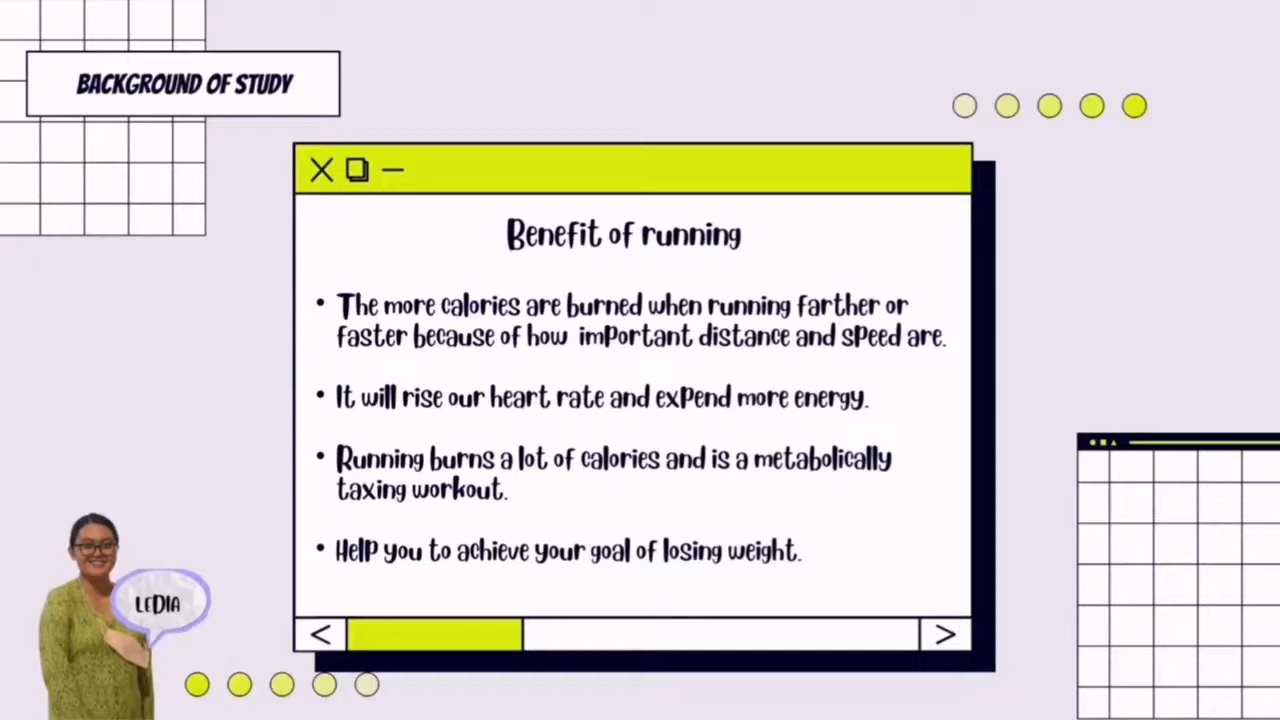 BACKGROUND OF STUDY
Benefit of running
• The more calories are burned when running farther or
faster because of how important distance and speed are.
• It will rise our heart rate and expend more energy.
• Running burns a lot of calories and is a metabolically
taxing workout.
• Help you to achieve your goal of losing weight.
LEDIA